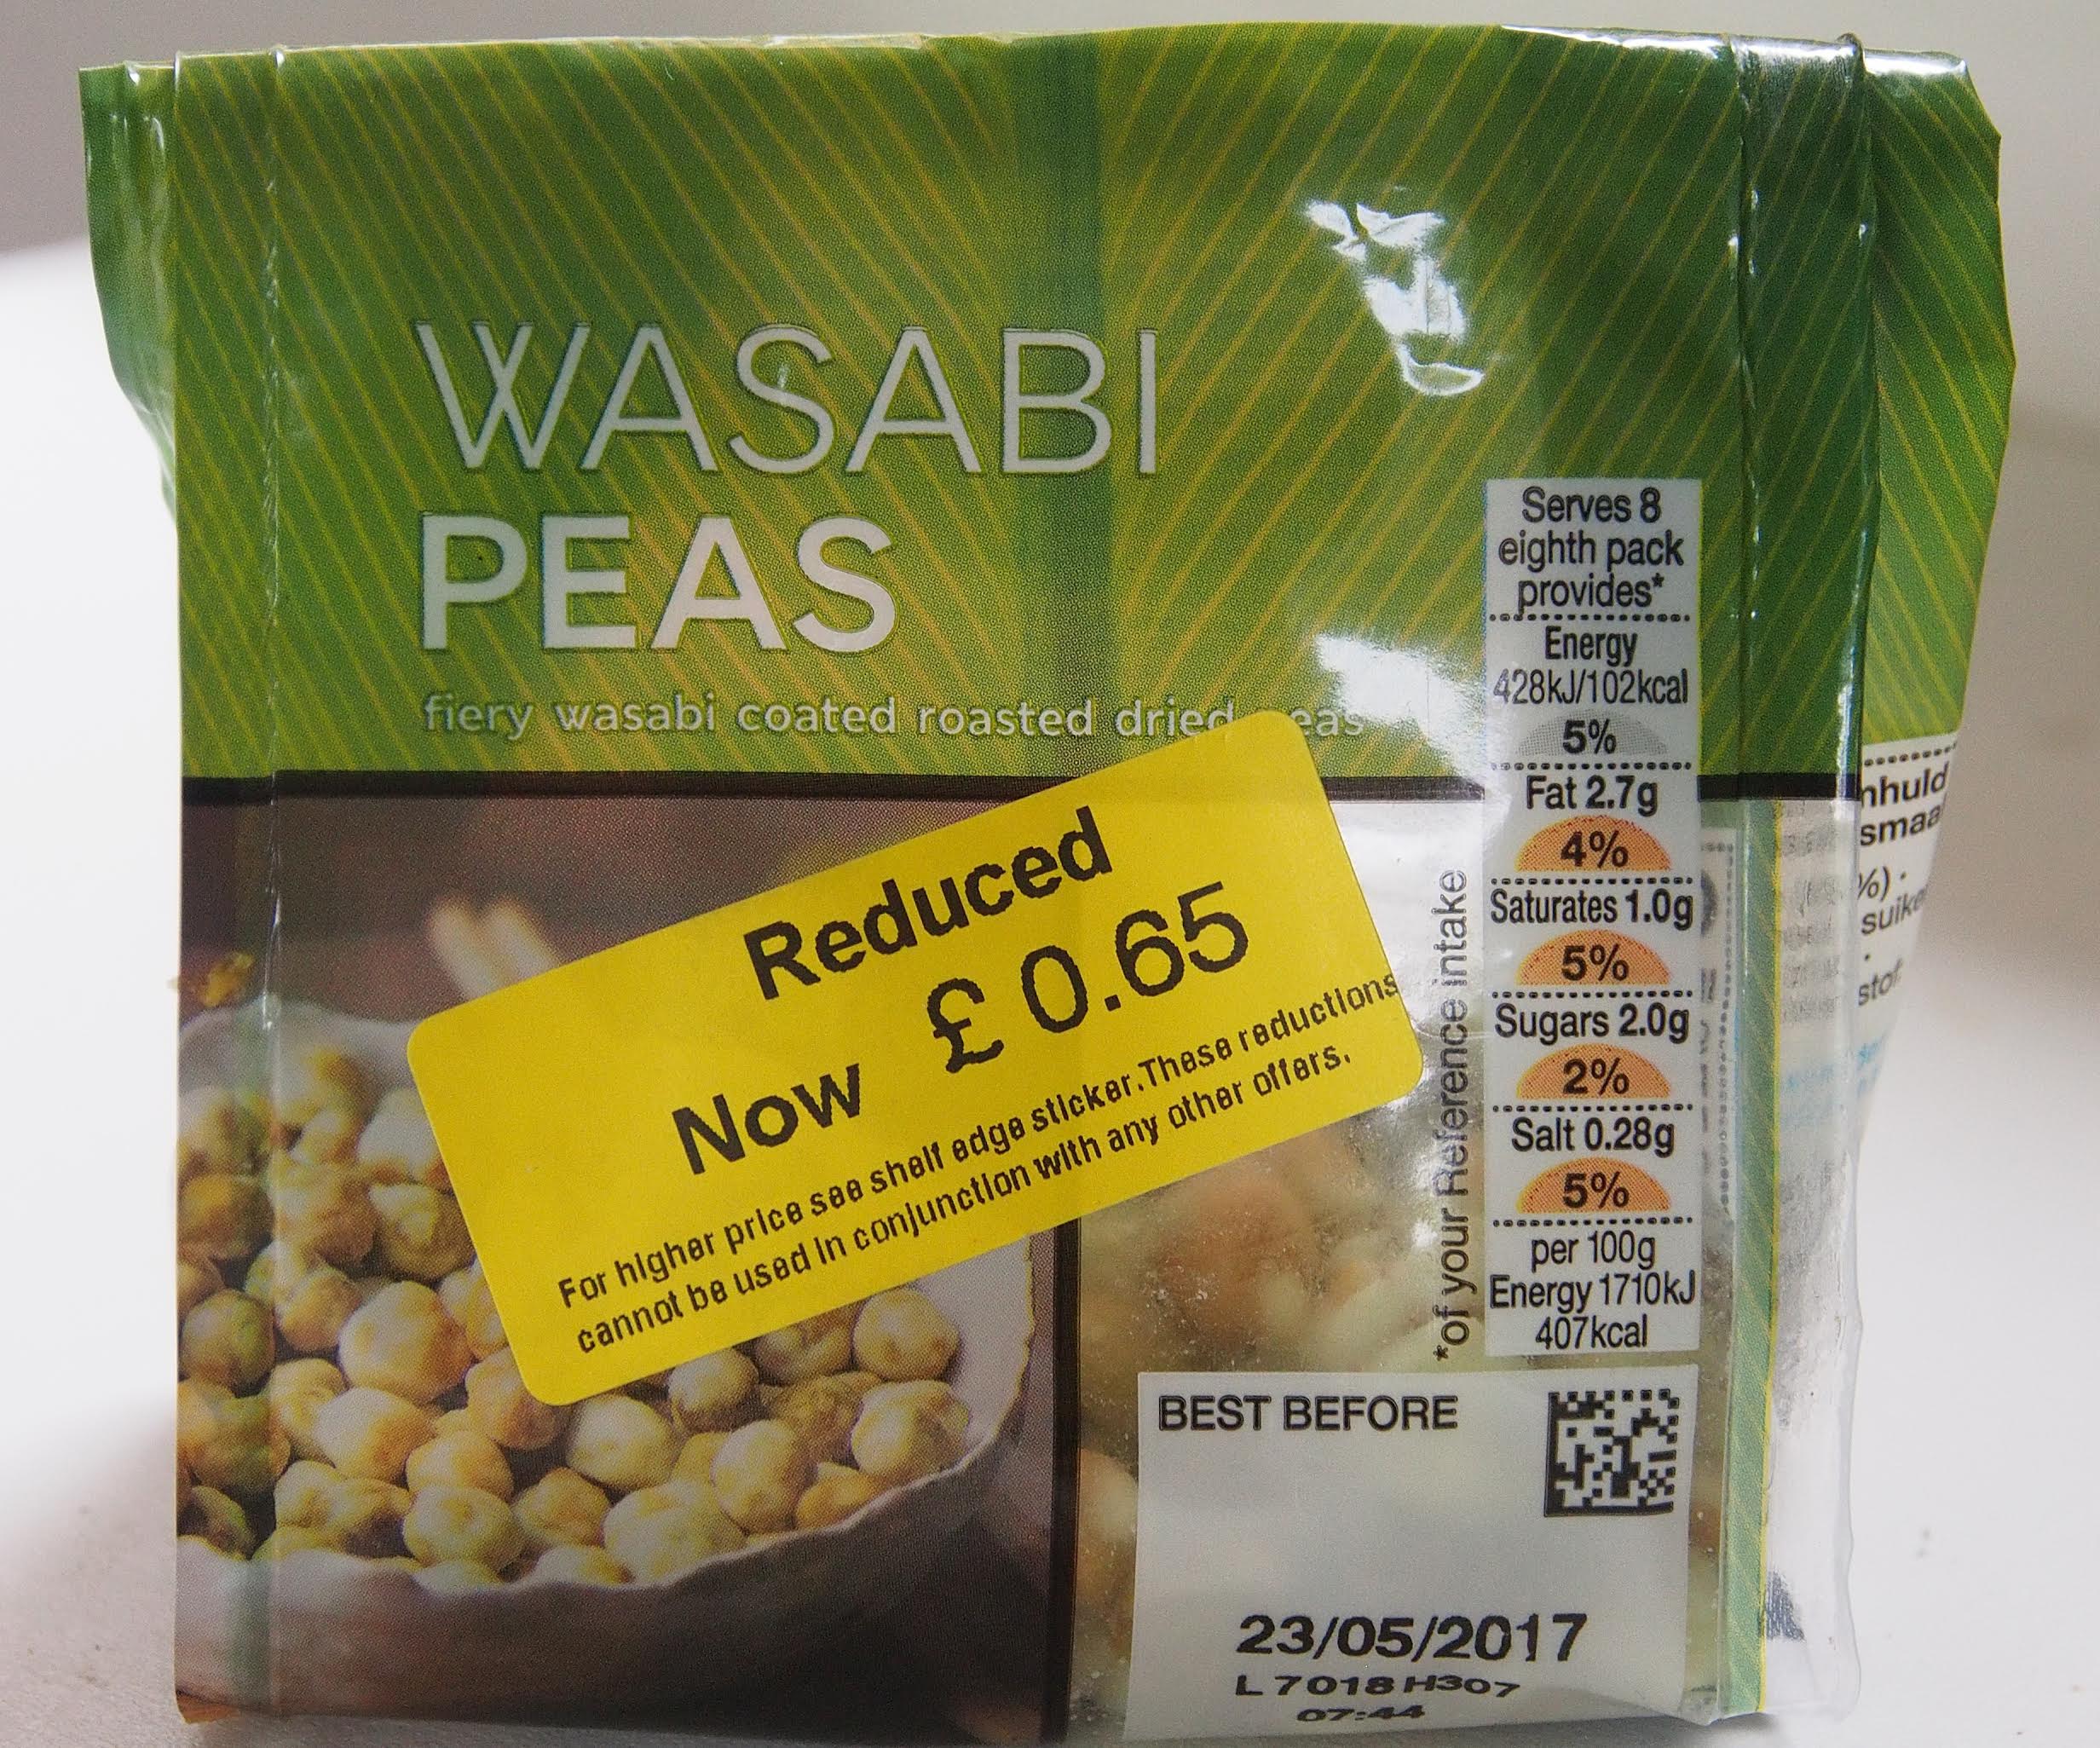 WASABI
PEAS
fiery wasabi coated roasted dried
Reduced
Now £ 0.65
For higher price see shelf edge sticker.These reductions
cannot be used in conjunction with any other offers.
Serves 8
eighth pack
provides*
Energy
428kJ/102kcal
5%
Fat 2.7g
4%
Saturates 1.0g
5%
Sugars 2.0g
2%
Salt 0.28g
5%
per 100g
Energy 1710kJ
407kcal
*of your Reference intake
BEST BEFORE
23/05/2017
L 7018 H307
07:44